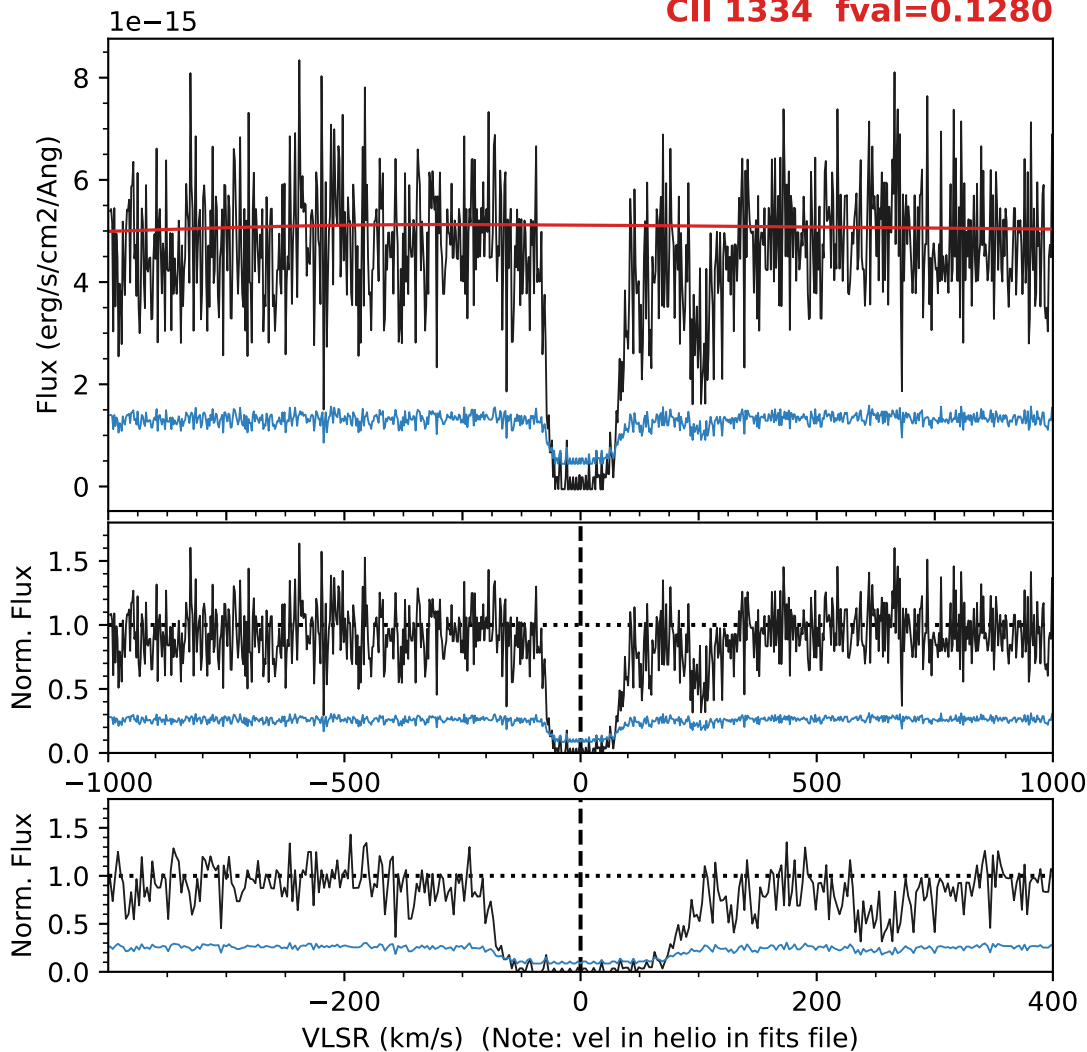 CII 1334 fval=0.1280
1e−15
8
6
4
2
0
Flux (erg/s/cm2/Ang)
1.5
1.0
0.5
0.0
Norm. Flux
−1000 −500 0 500 1000
1.5
1.0
0.5
0.0
Norm. Flux
−200 0 200 400
VLSR (km/s) (Note: vel in helio in fits file)